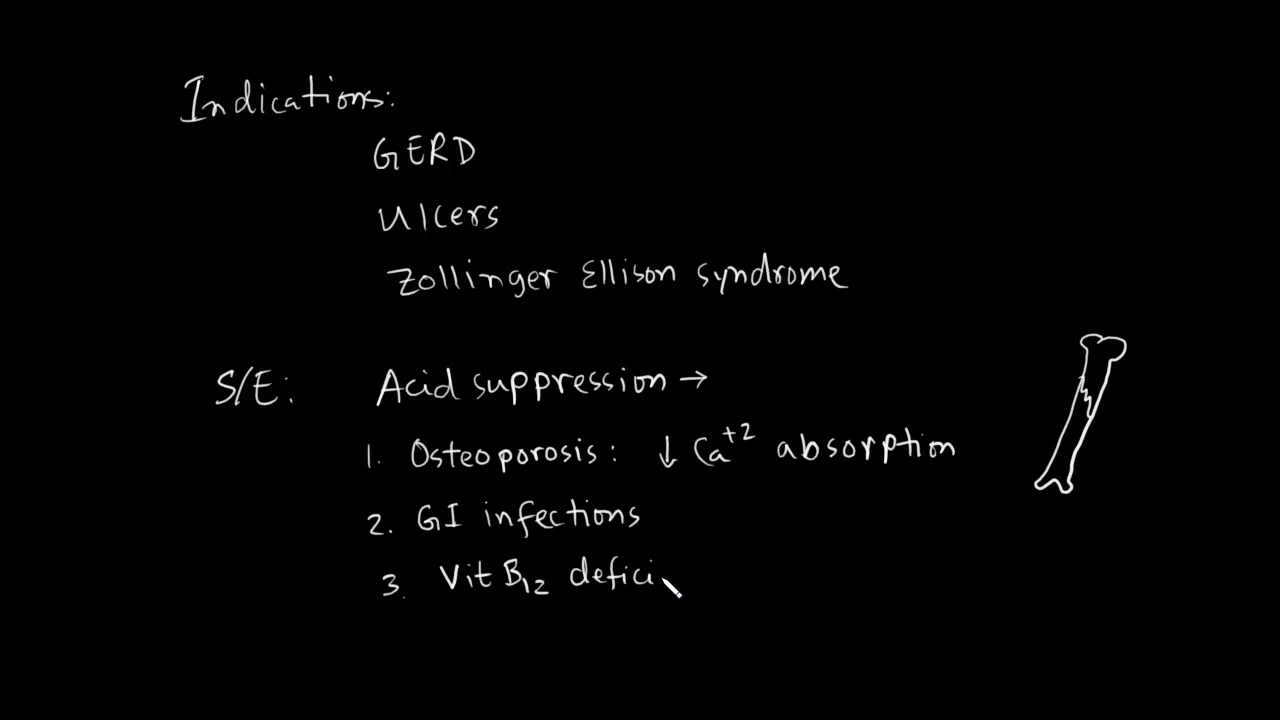 Indications:
GERD
Ulcers
Zollinger Ellison syndrome
S/E: Acid suppression →
1. Osteoporosis: ↓ Ca⁺² absorption
2. GI infections
3. Vit B₁₂ defici